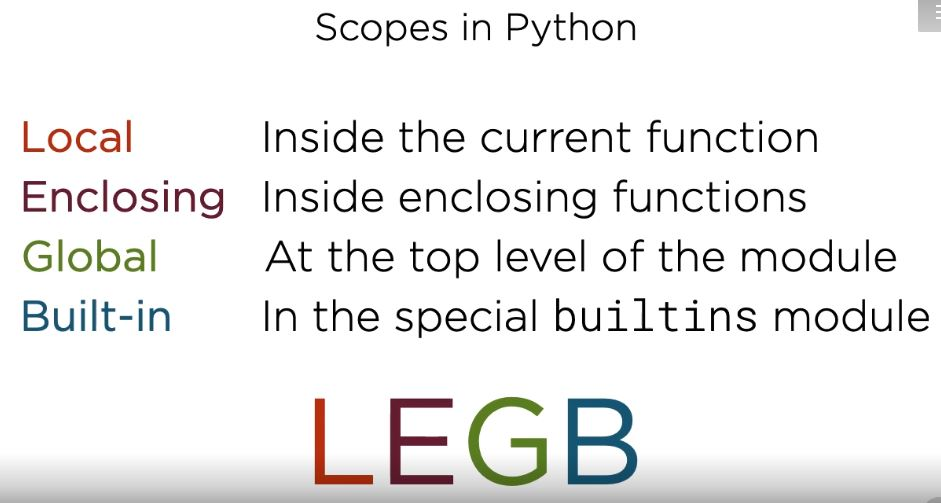 Scopes in Python
Local Inside the current function
Enclosing Inside enclosing functions
Global At the top level of the module
Built-in In the special builtins module
LEGB